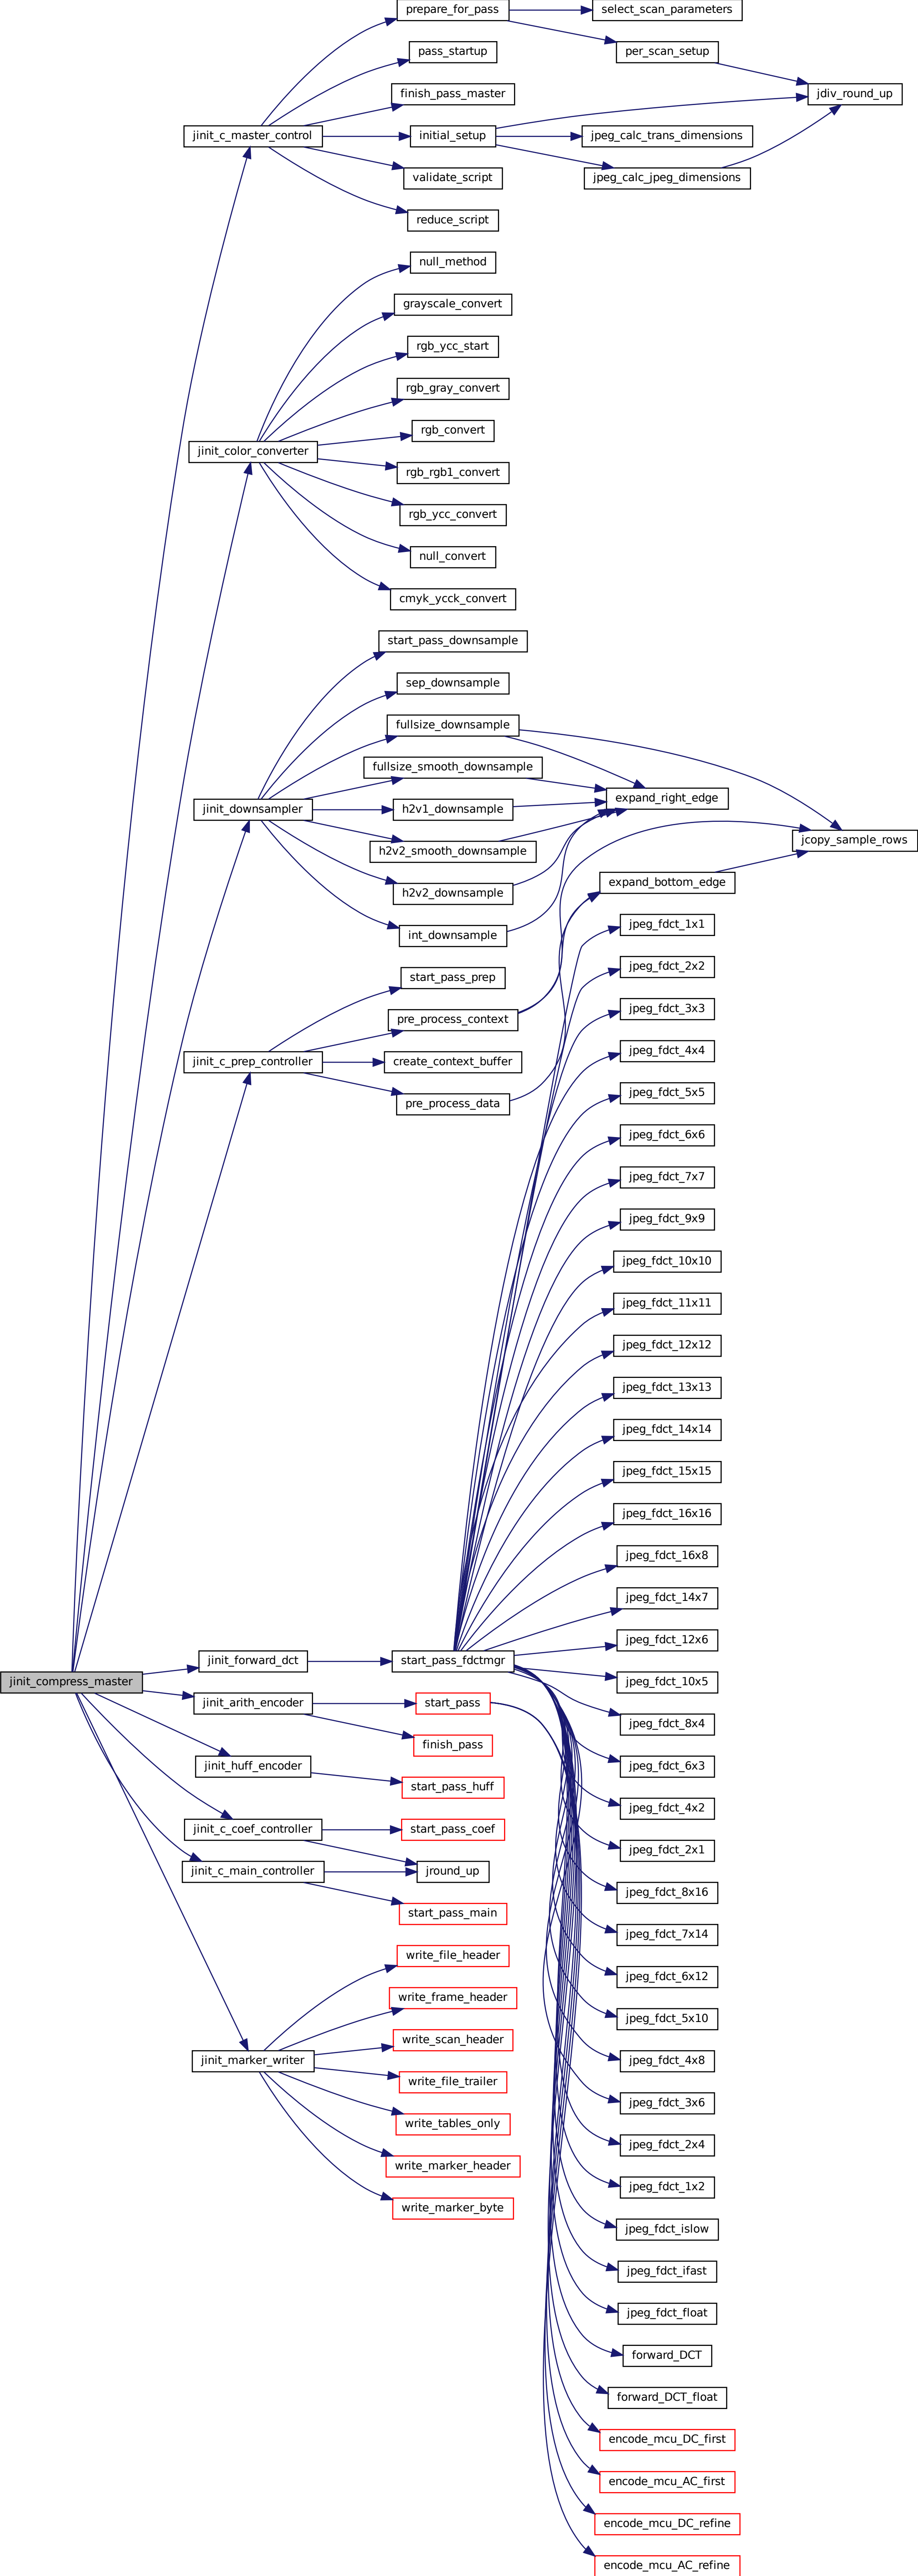 prepare_for_pass
select_scan_parameters
pass_startup
per_scan_setup
finish_pass_master
jdiv_round_up
jinit_c_master_control
initial_setup
jpeg_calc_trans_dimensions
validate_script
jpeg_calc_jpeg_dimensions
reduce_script
null_method
grayscale_convert
rgb_ycc_start
rgb_gray_convert
rgb_convert
jinit_color_converter
rgb_rgb1_convert
rgb_ycc_convert
null_convert
cmyk_ycck_convert
start_pass_downsample
sep_downsample
fullsize_downsample
fullsize_smooth_downsample
expand_right_edge
jinit_downsampler
h2v1_downsample
jcopy_sample_rows
h2v2_smooth_downsample
expand_bottom_edge
h2v2_downsample
jpeg_fdct_1x1
int_downsample
jpeg_fdct_2x2
start_pass_prep
jpeg_fdct_3x3
pre_process_context
jpeg_fdct_4x4
jinit_c_prep_controller
create_context_buffer
jpeg_fdct_5x5
pre_process_data
jpeg_fdct_6x6
jpeg_fdct_7x7
jpeg_fdct_9x9
jpeg_fdct_10x10
jpeg_fdct_11x11
jpeg_fdct_12x12
jpeg_fdct_13x13
jpeg_fdct_14x14
jpeg_fdct_15x15
jpeg_fdct_16x16
jpeg_fdct_16x8
jpeg_fdct_14x7
jpeg_fdct_12x6
jinit_forward_dct
start_pass_fdctmgr
jinit_compress_master
jpeg_fdct_10x5
jinit_arith_encoder
start_pass
jpeg_fdct_8x4
finish_pass
jpeg_fdct_6x3
jinit_huff_encoder
start_pass_huff
jpeg_fdct_4x2
jinit_c_coef_controller
start_pass_coef
jpeg_fdct_2x1
jinit_c_main_controller
jround_up
jpeg_fdct_8x16
start_pass_main
jpeg_fdct_7x14
write_file_header
jpeg_fdct_6x12
write_frame_header
jpeg_fdct_5x10
write_scan_header
jpeg_fdct_4x8
jinit_marker_writer
write_file_trailer
jpeg_fdct_3x6
write_tables_only
jpeg_fdct_2x4
write_marker_header
jpeg_fdct_1x2
write_marker_byte
jpeg_fdct_islow
jpeg_fdct_ifast
jpeg_fdct_float
forward_DCT
forward_DCT_float
encode_mcu_DC_first
encode_mcu_AC_first
encode_mcu_DC_refine
encode_mcu_AC_refine